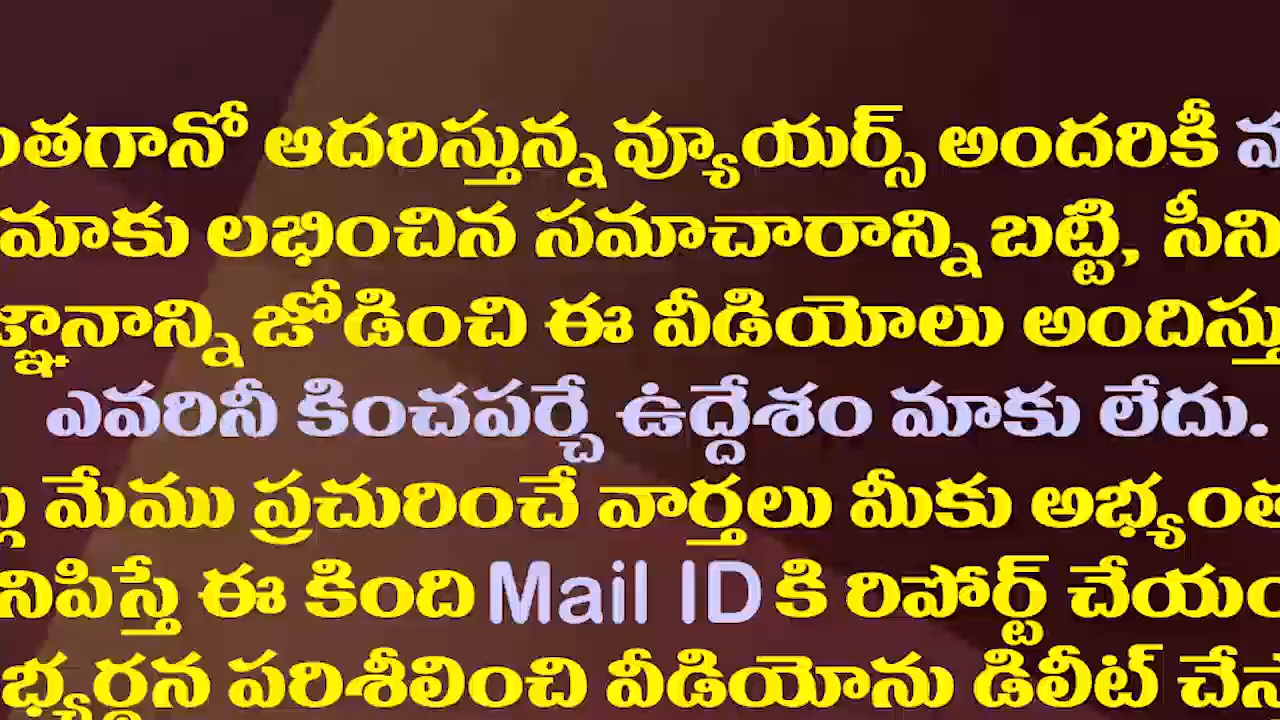 ంతగానో ఆదరిస్తున్న వ్యూయర్స్ అందరికీ
మాకు లభించిన సమాచారాన్ని బట్టి, సీని
జ్ఞానాన్ని జోడించి ఈ వీడియోలు అందిస్తు
ఎవరినీ కించపర్చే ఉద్దేశం మాకు లేదు.
మేము ప్రచురించే వార్తలు మీకు అభ్యంత
నిపిస్తే ఈ కింది Mail ID కి రిపోర్ట్ చేయం
భ్యర్థన పరిశీలించి వీడియోను డిలీట్ చేస